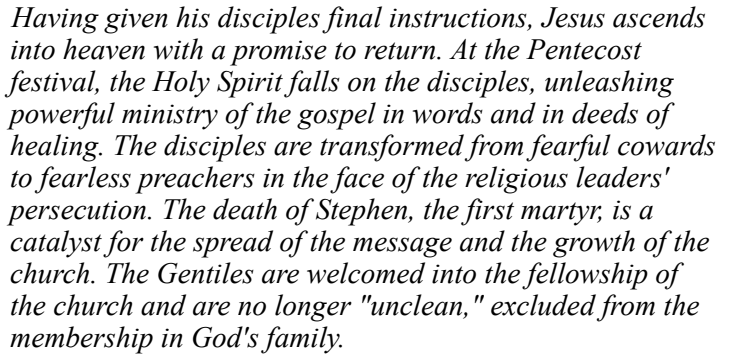 Having given his disciples final instructions, Jesus ascends
into heaven with a promise to return. At the Pentecost
festival, the Holy Spirit falls on the disciples, unleashing
powerful ministry of the gospel in words and in deeds of
healing. The disciples are transformed from fearful cowards
to fearless preachers in the face of the religious leaders'
persecution. The death of Stephen, the first martyr, is a
catalyst for the spread of the message and the growth of the
church. The Gentiles are welcomed into the fellowship of
the church and are no longer "unclean," excluded from the
membership in God's family.